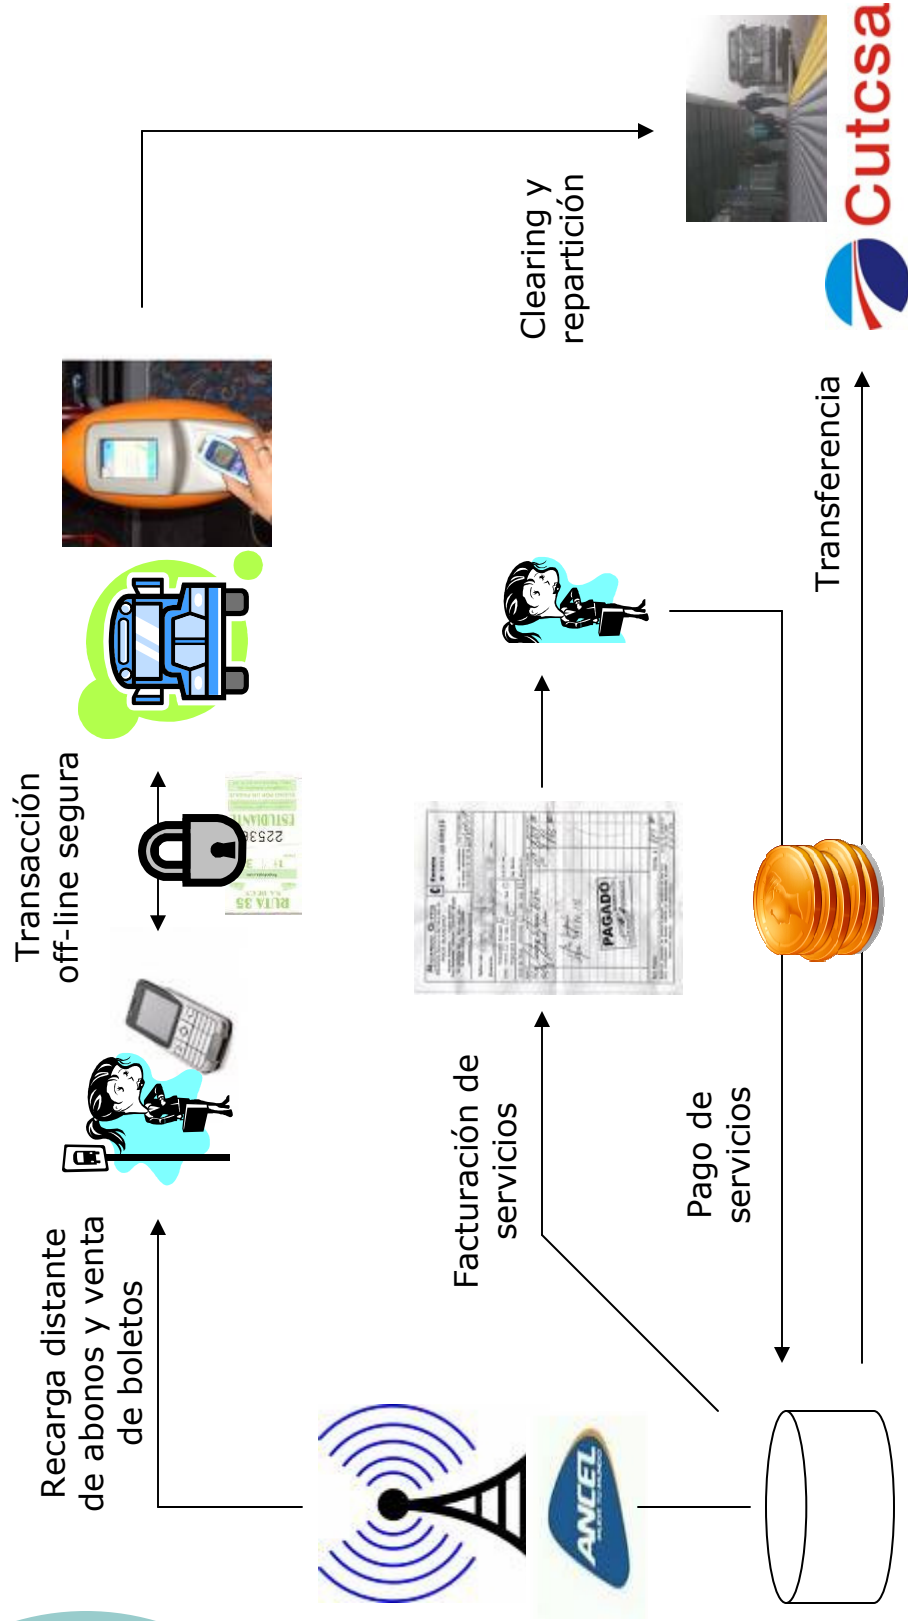 Recarga distante
de abonos y venta
de boletos
Transacción
off-line segura
RUTA 35
ESTUDIANTE
2253
Clearing y
repartición
Facturación de
servicios
PAGADO
ANCEL
Pago de
servicios
Transferencia
Cutcsa